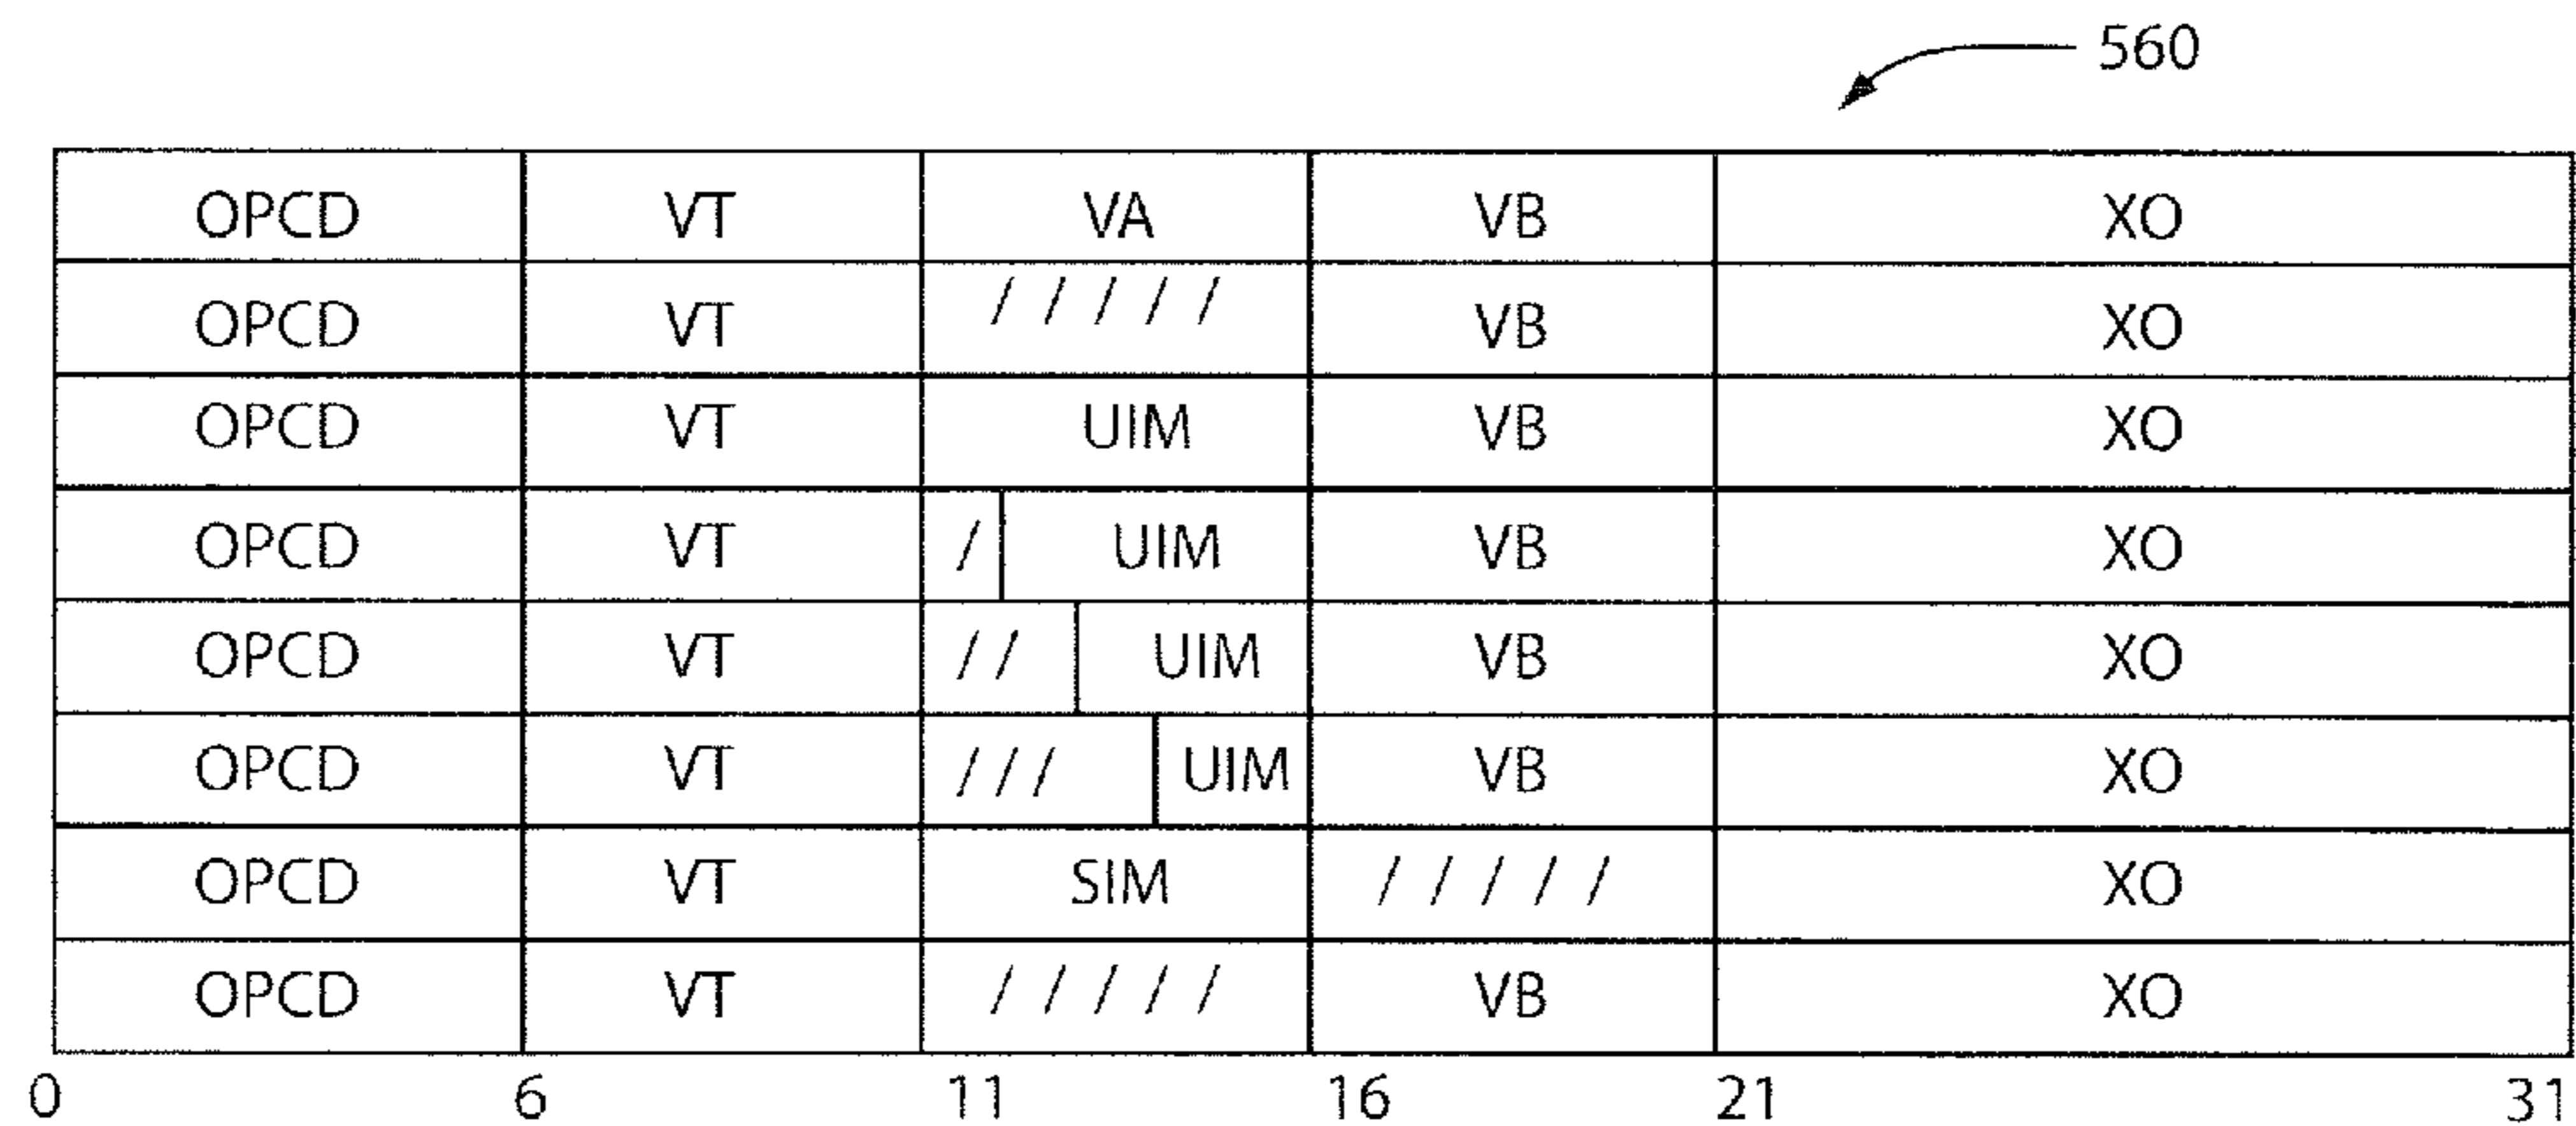 560
OPCD VT VA VB XO
OPCD VT / / / / / VB XO
OPCD VT UIM VB XO
OPCD VT / UIM VB XO
OPCD VT / / UIM VB XO
OPCD VT / / / UIM VB XO
OPCD VT SIM / / / / / XO
OPCD VT / / / / / VB XO
0 6 11 16 21 31